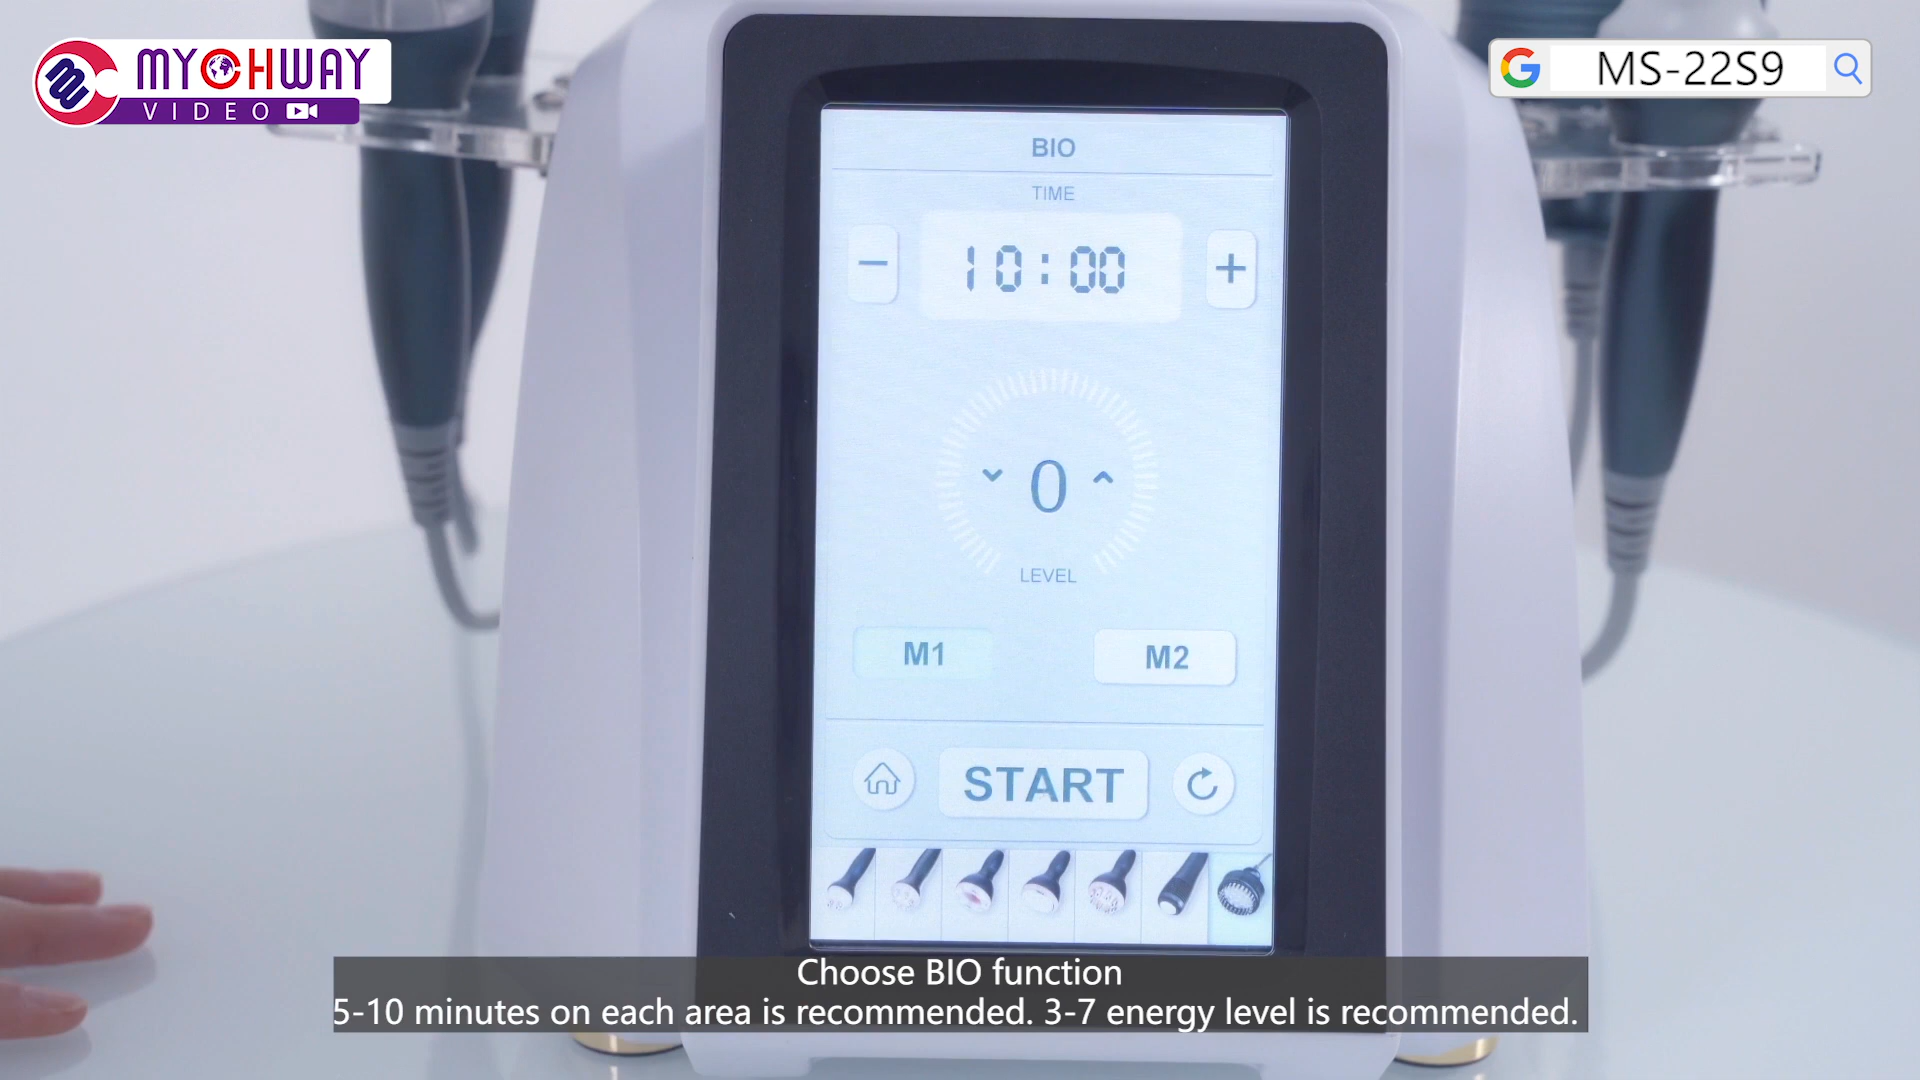 MYCHWAY
VIDEO
MS-22S9
BIO
TIME
− 10:00 +
0
LEVEL
M1 M2
START
Choose BIO function
5-10 minutes on each area is recommended. 3-7 energy level is recommended.